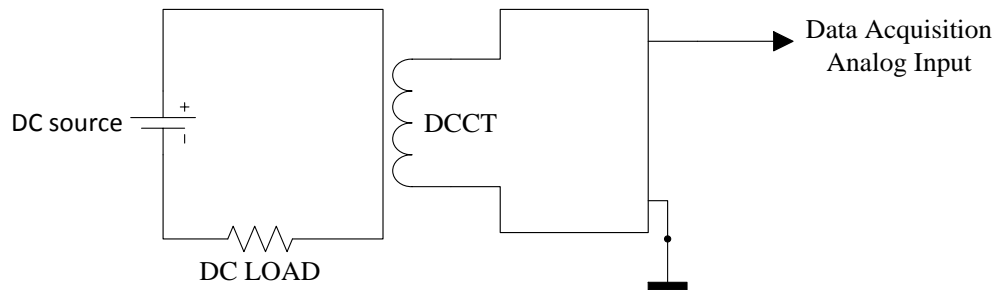 Data Acquisition
Analog Input
DC source
+
-
DCCT
DC LOAD